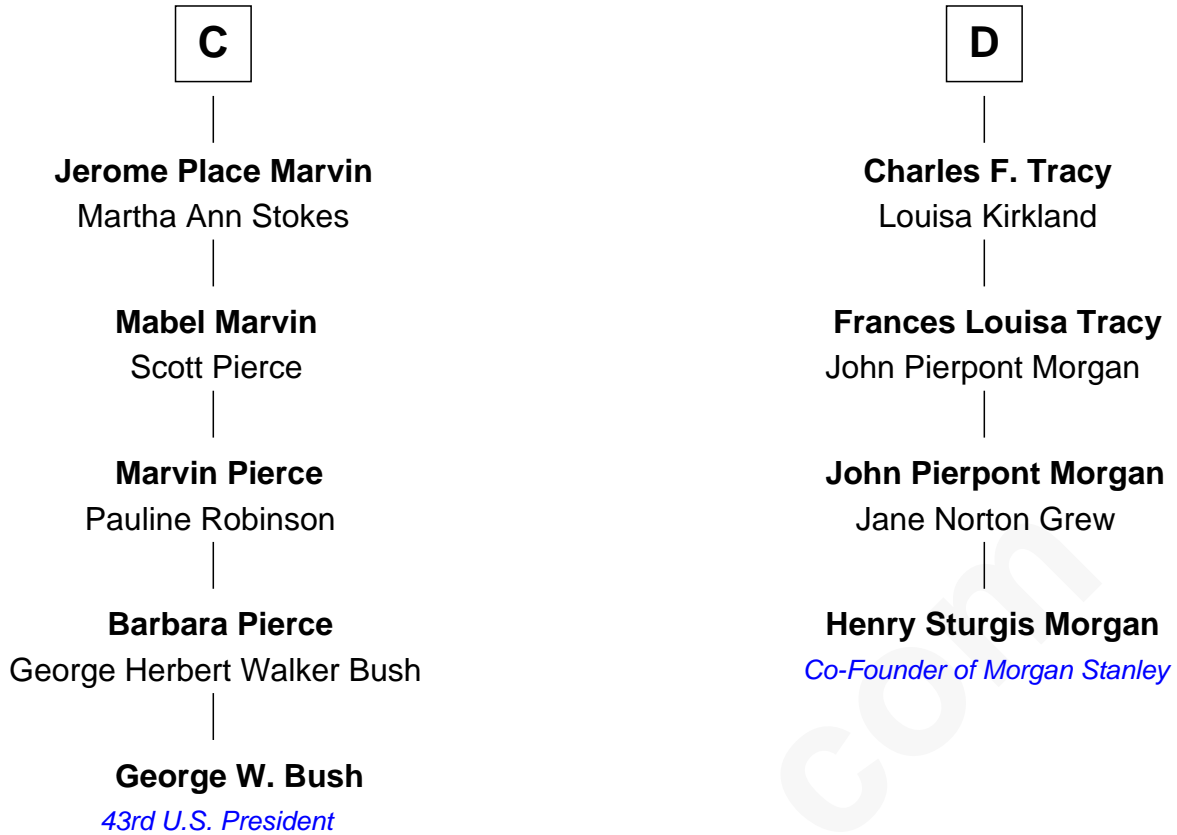 C
Jerome Place Marvin
Martha Ann Stokes
Mabel Marvin
Scott Pierce
Marvin Pierce
Pauline Robinson
Barbara Pierce
George Herbert Walker Bush
George W. Bush
43rd U.S. President
D
Charles F. Tracy
Louisa Kirkland
Frances Louisa Tracy
John Pierpont Morgan
John Pierpont Morgan
Jane Norton Grew
Henry Sturgis Morgan
Co-Founder of Morgan Stanley
com